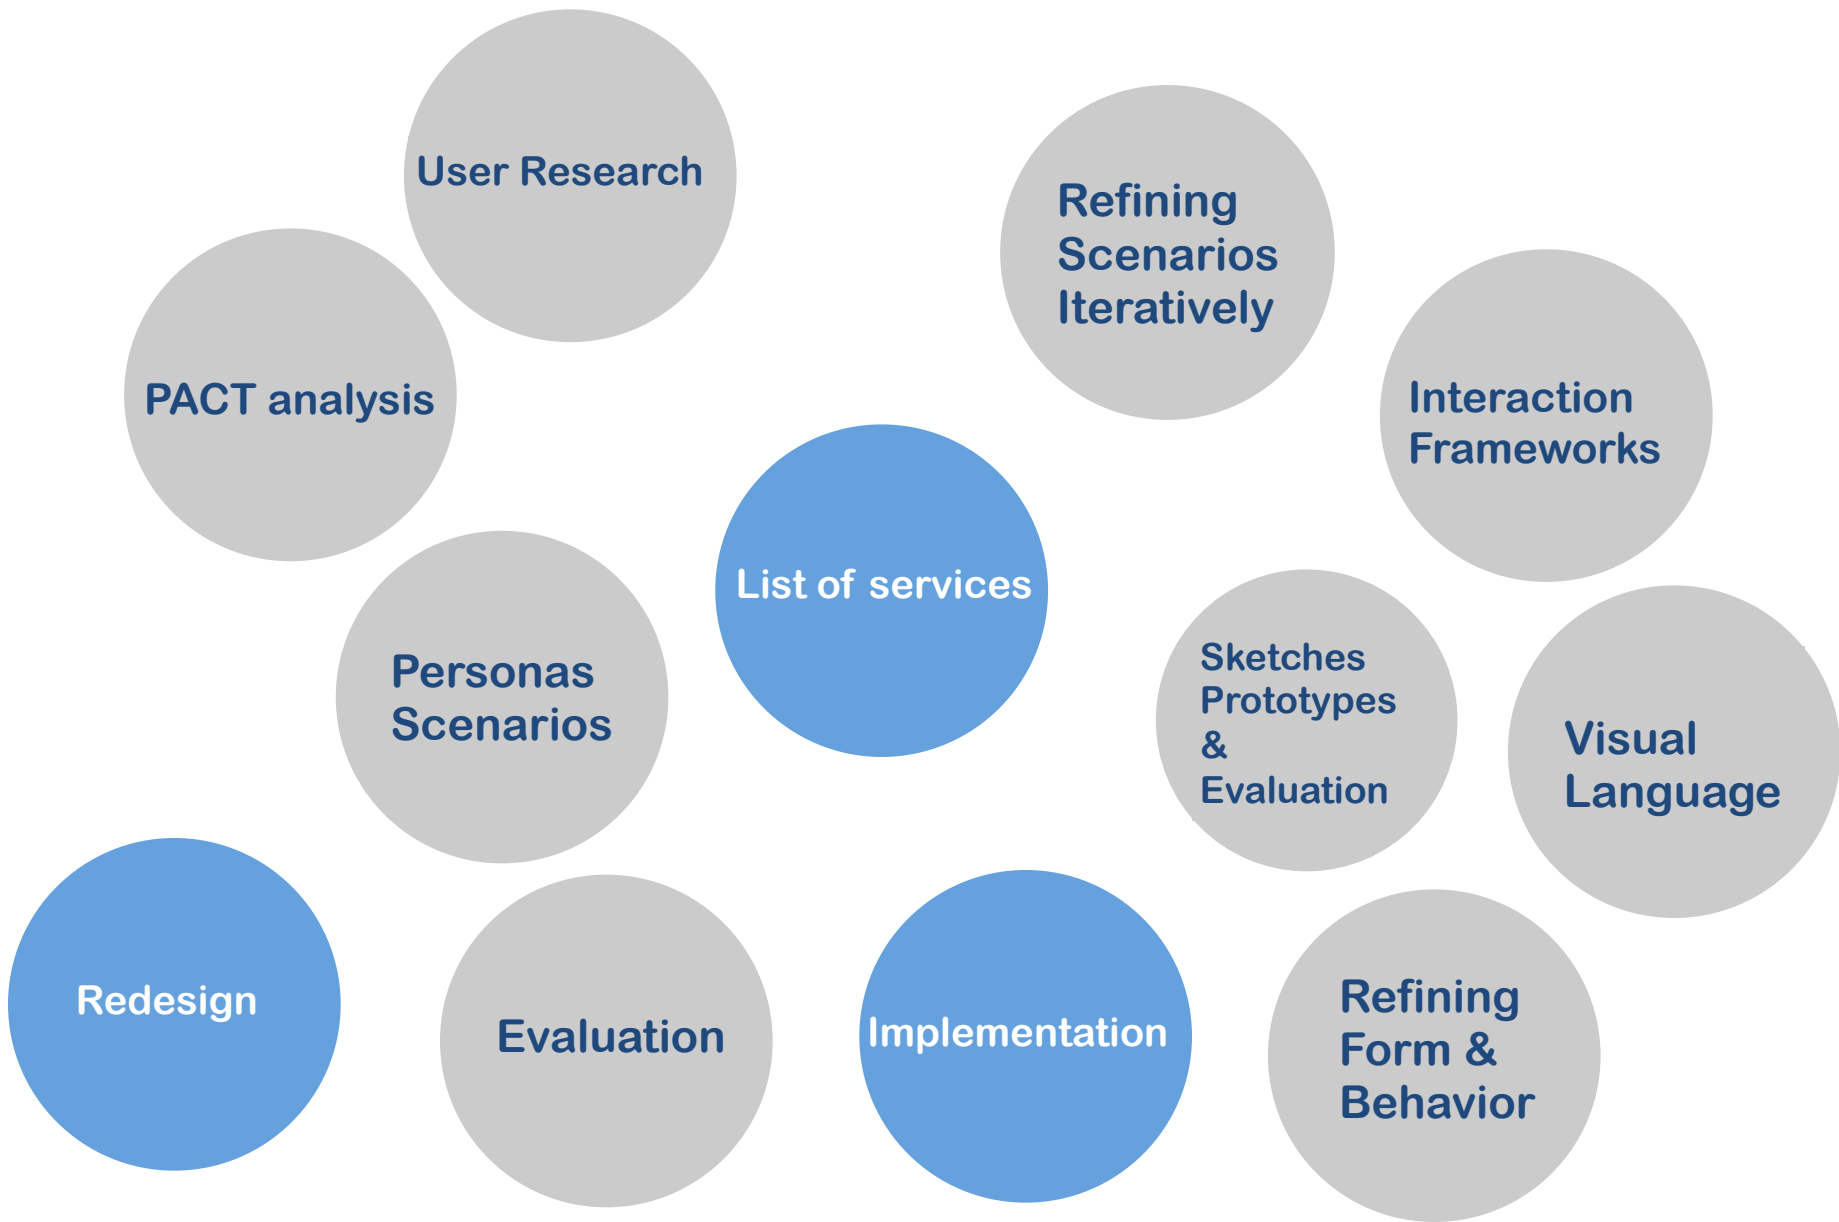 User Research
Refining
Scenarios
Iteratively
PACT analysis
Interaction
Frameworks
List of services
Personas
Scenarios
Sketches
Prototypes
&
Evaluation
Visual
Language
Redesign
Evaluation
Implementation
Refining
Form &
Behavior